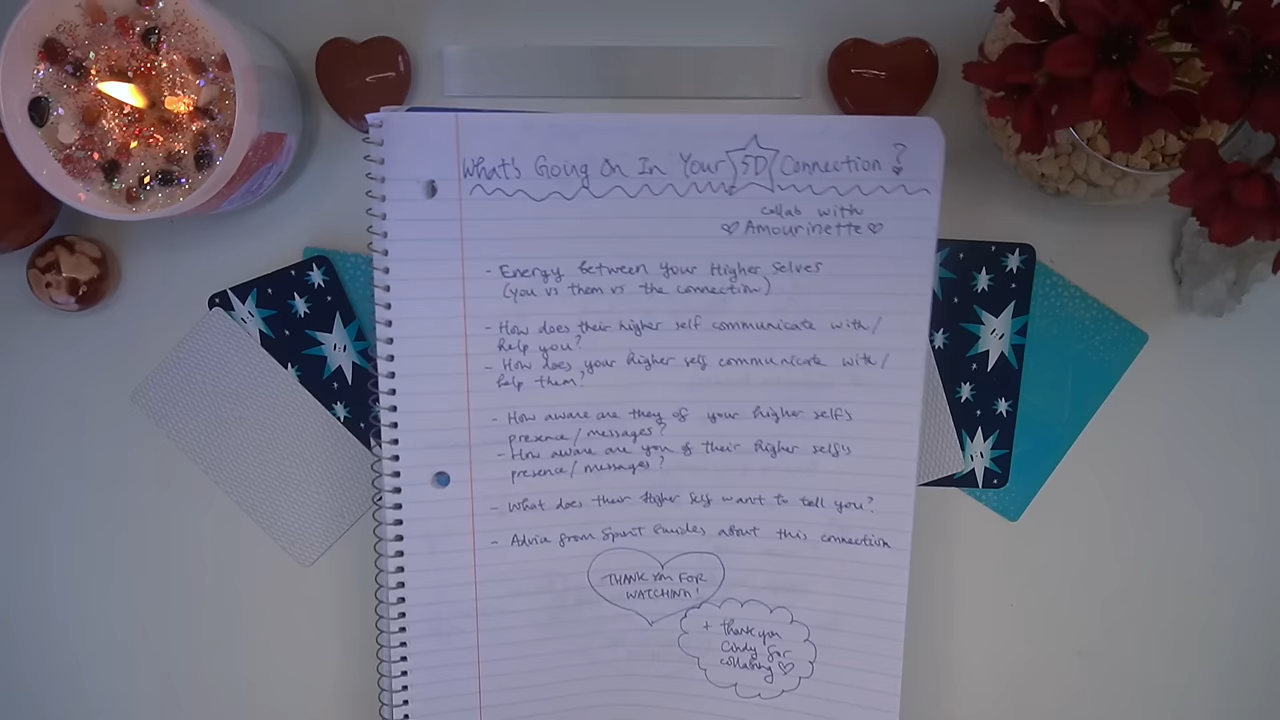 What's Going On In Your 5D Connection?
collab with
♡ Amourinette ♡
- Energy between your Higher Selves
(you vs them vs the connection)
- How does their higher self communicate with/
help you?
- How does your higher self communicate with/
help them?
- How aware are they of your higher self's
presence/messages?
- How aware are you of their higher self's
presence/messages?
- What does their Higher Self want to tell you?
- Advice from Spirit Guides about this connection
THANK YOU FOR
WATCHING!
+ thank you
Cindy for
collabing ♡